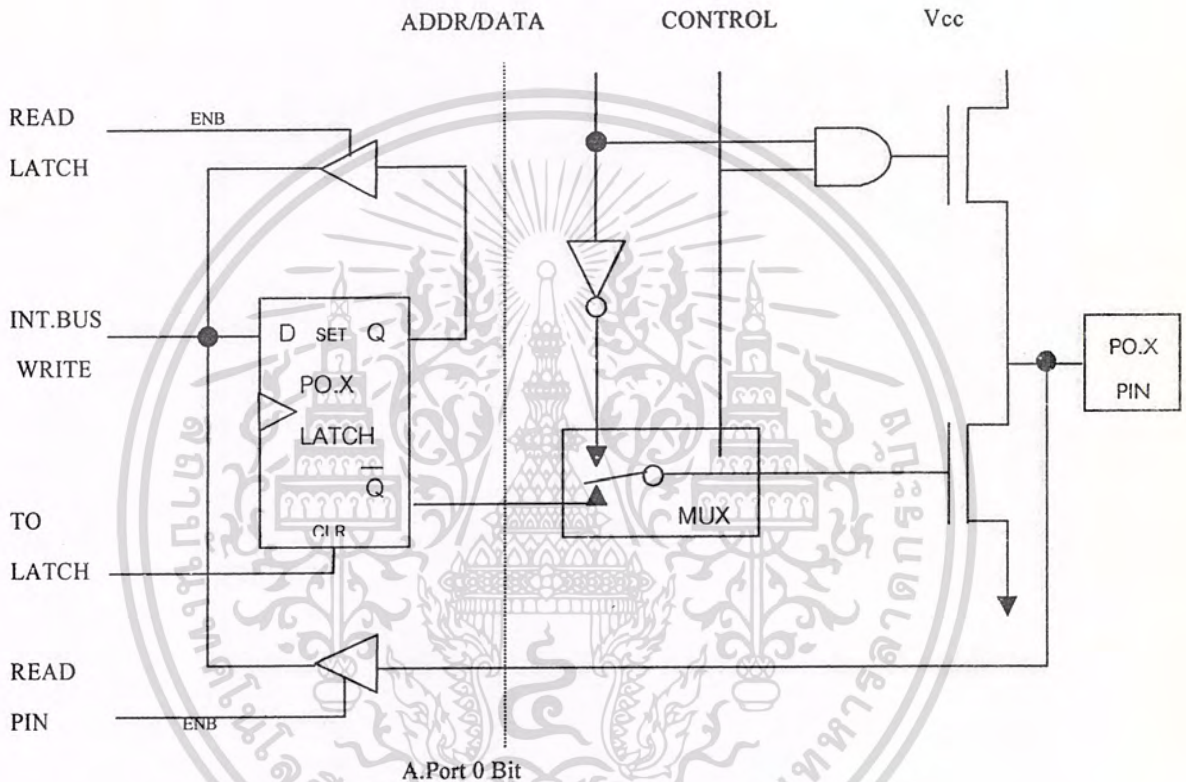 ADDR/DATA CONTROL Vcc
READ ENB
LATCH
INT.BUS
WRITE
D SET Q
PO.X
LATCH
Q
CLR
MUX
PO.X
PIN
TO
LATCH
READ
PIN ENB
A.Port 0 Bit